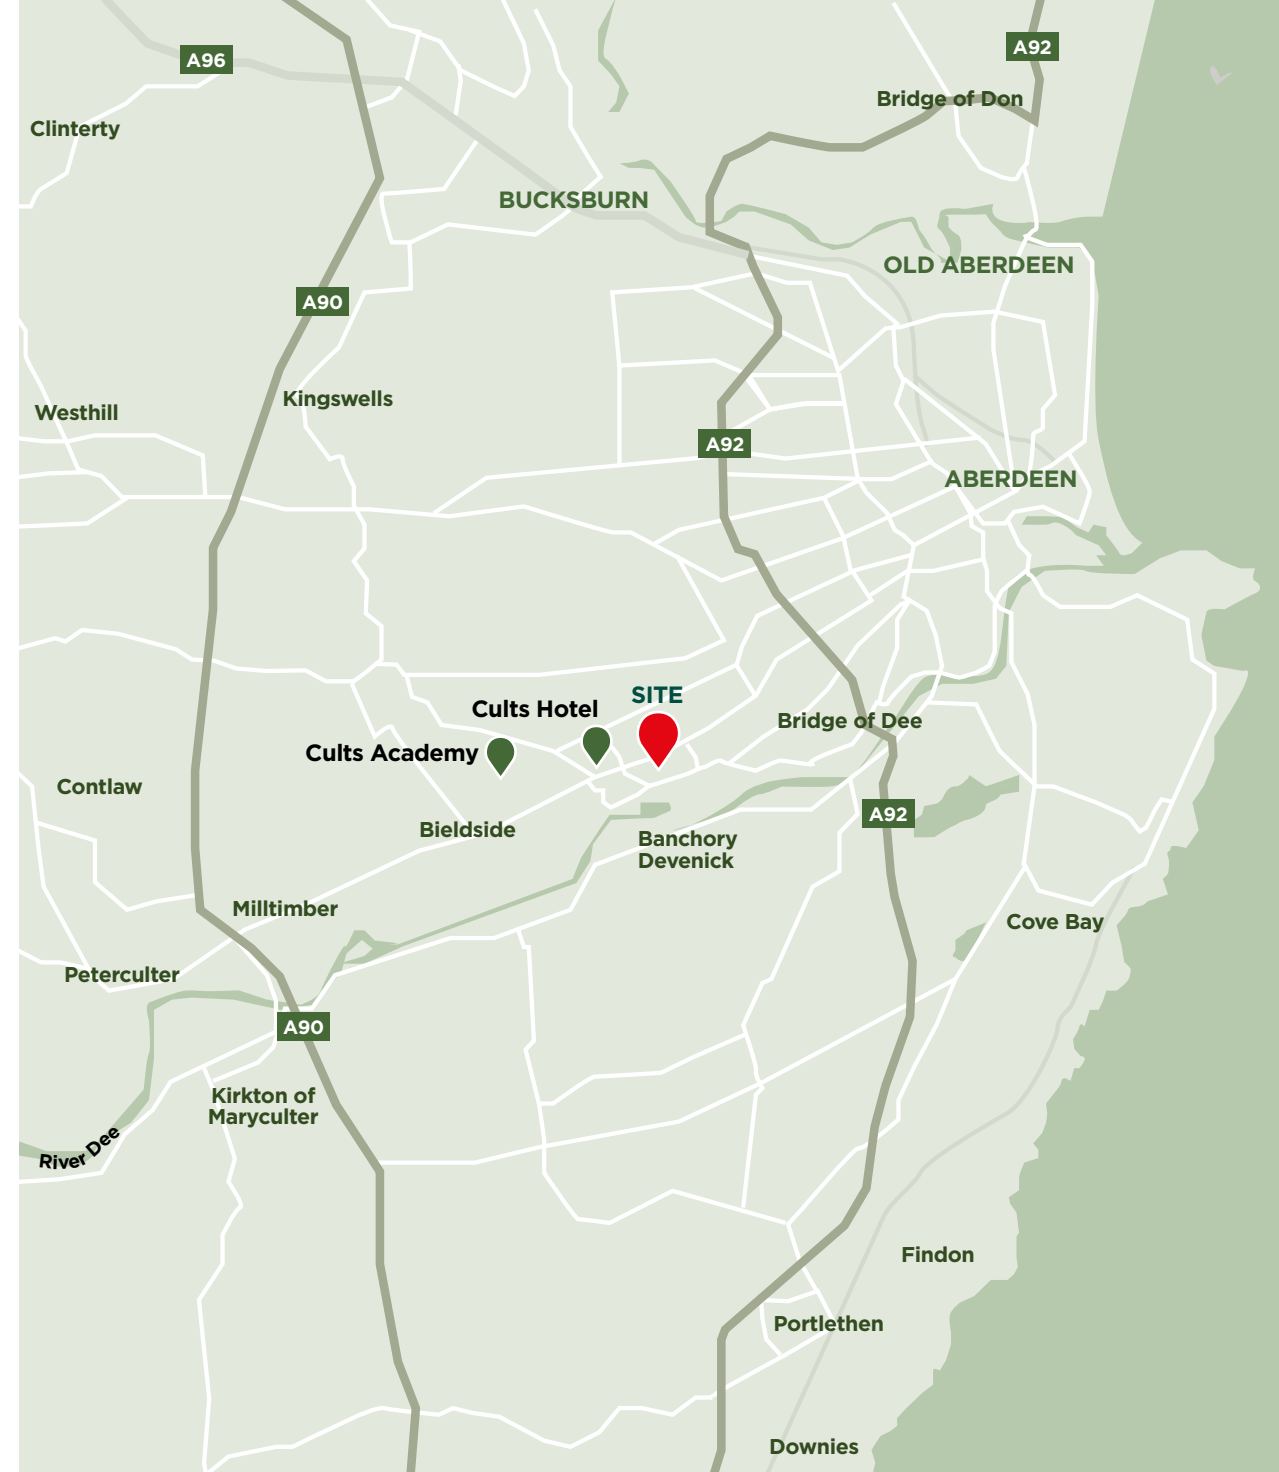 A92
A96
Bridge of Don
Clinterty
BUCKSBURN
OLD ABERDEEN
A90
Kingswells
Westhill
A92
ABERDEEN
SITE
Cults Hotel
Bridge of Dee
Cults Academy
Contlaw
A92
Bieldside
Banchory
Devenick
Milltimber
Cove Bay
Peterculter
A90
Kirkton of
Maryculter
River Dee
Findon
Portlethen
Downies